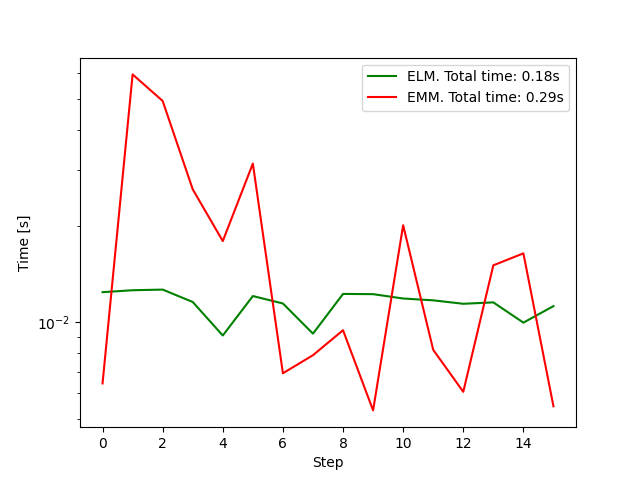 ELM. Total time: 0.18s
EMM. Total time: 0.29s
Time [s]
10⁻²
0 2 4 6 8 10 12 14
Step